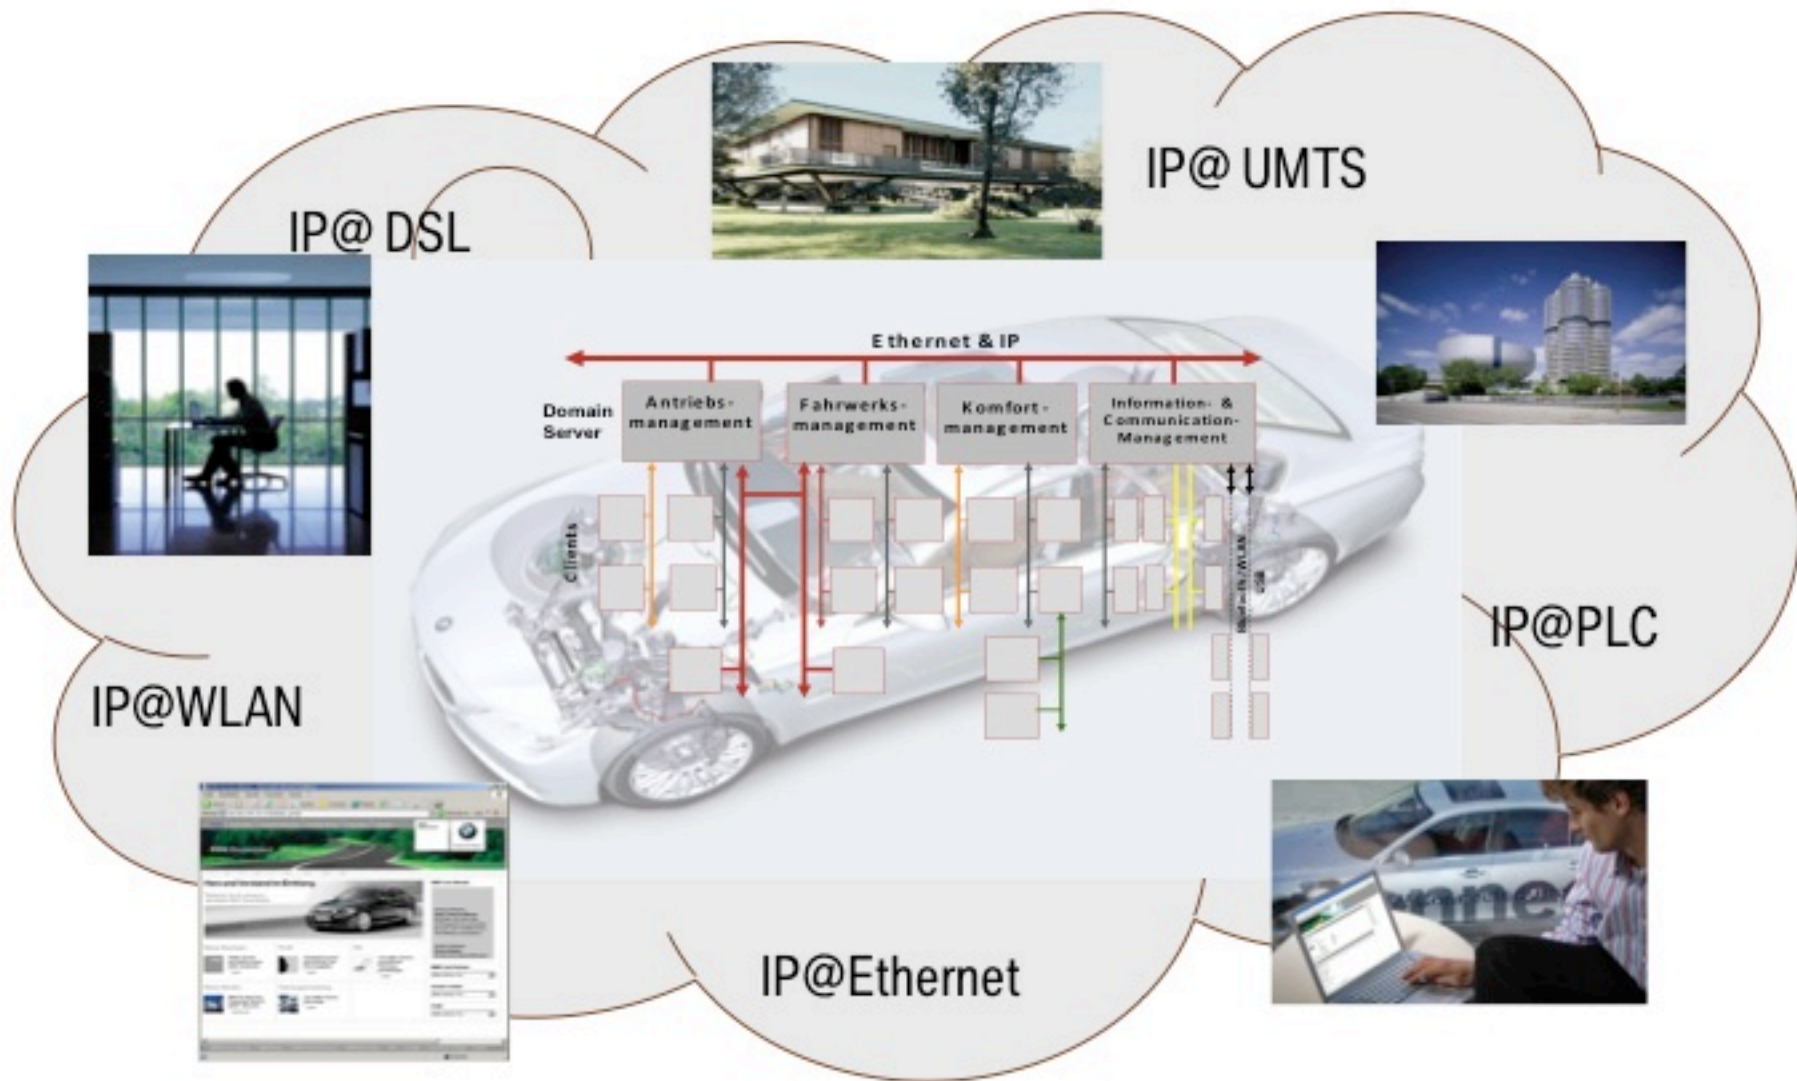 IP@ UMTS
IP@ DSL
Ethernet & IP
Domain
Server
Antriebs-
management
Fahrwerks-
management
Komfort-
management
Information- &
Communication-
Management
Clients
USB
IP@PLC
IP@WLAN
IP@Ethernet